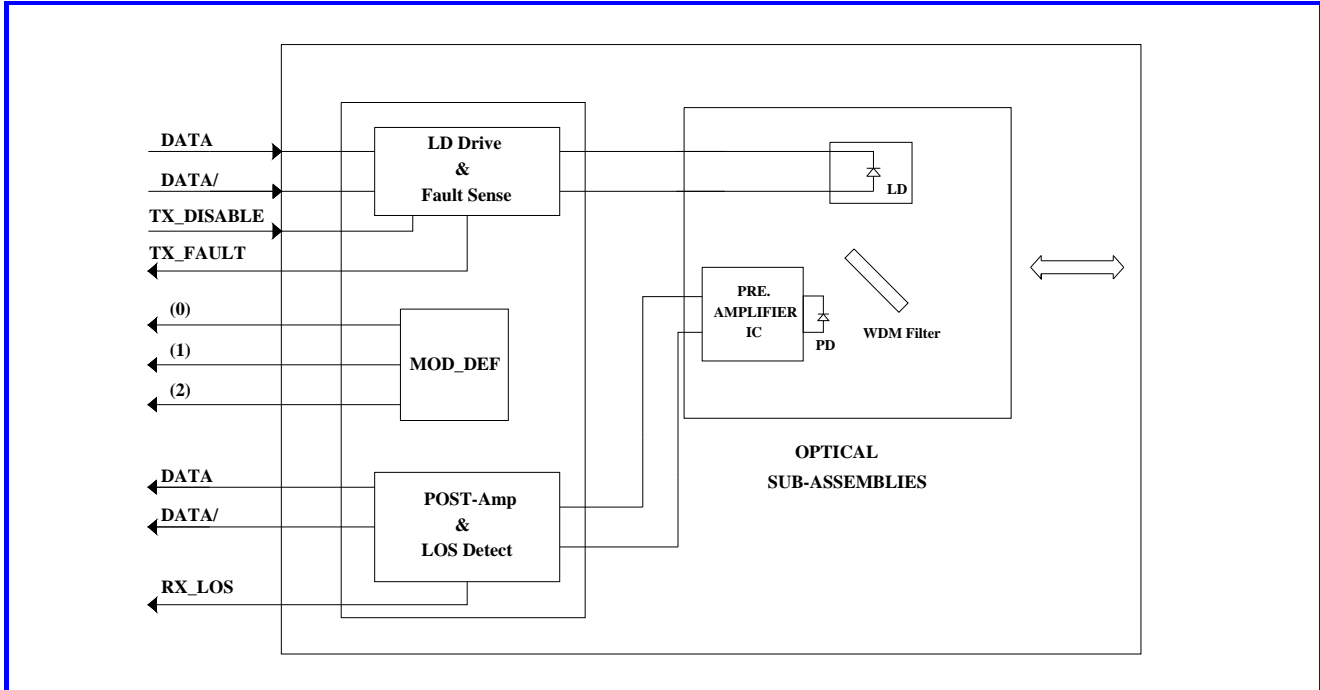 DATA
DATA/
TX_DISABLE
TX_FAULT
(0)
(1)
(2)
DATA
DATA/
RX_LOS
LD Drive
&
Fault Sense
MOD_DEF
POST-Amp
&
LOS Detect
LD
PRE.
AMPLIFIER
IC
PD
WDM Filter
OPTICAL
SUB-ASSEMBLIES